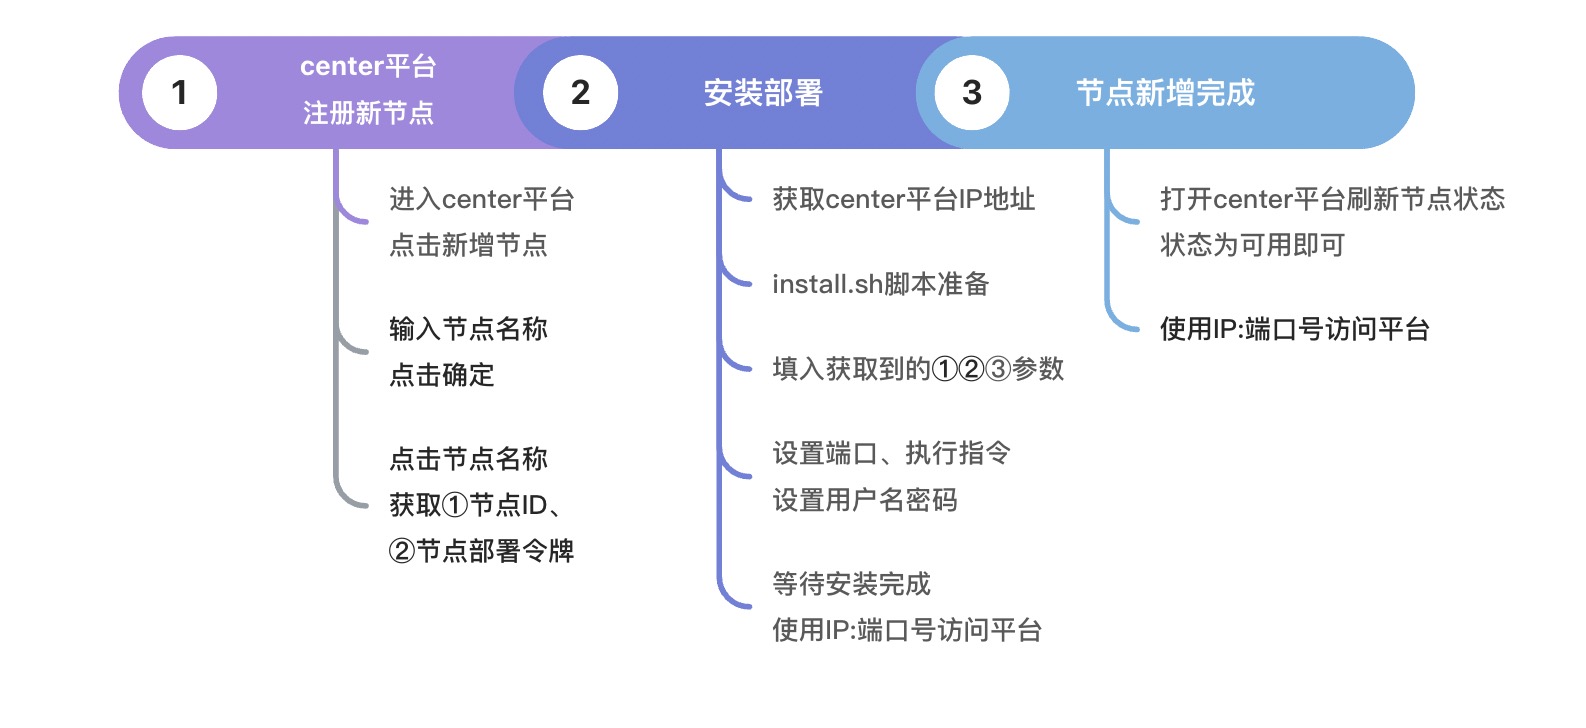 1
center平台
注册新节点
2
安装部署
3
节点新增完成
进入center平台
点击新增节点
输入节点名称
点击确定
点击节点名称
获取①节点ID、
②节点部署令牌
获取center平台IP地址
install.sh脚本准备
填入获取到的①②③参数
设置端口、执行指令
设置用户名密码
等待安装完成
使用IP:端口号访问平台
打开center平台刷新节点状态
状态为可用即可
使用IP:端口号访问平台